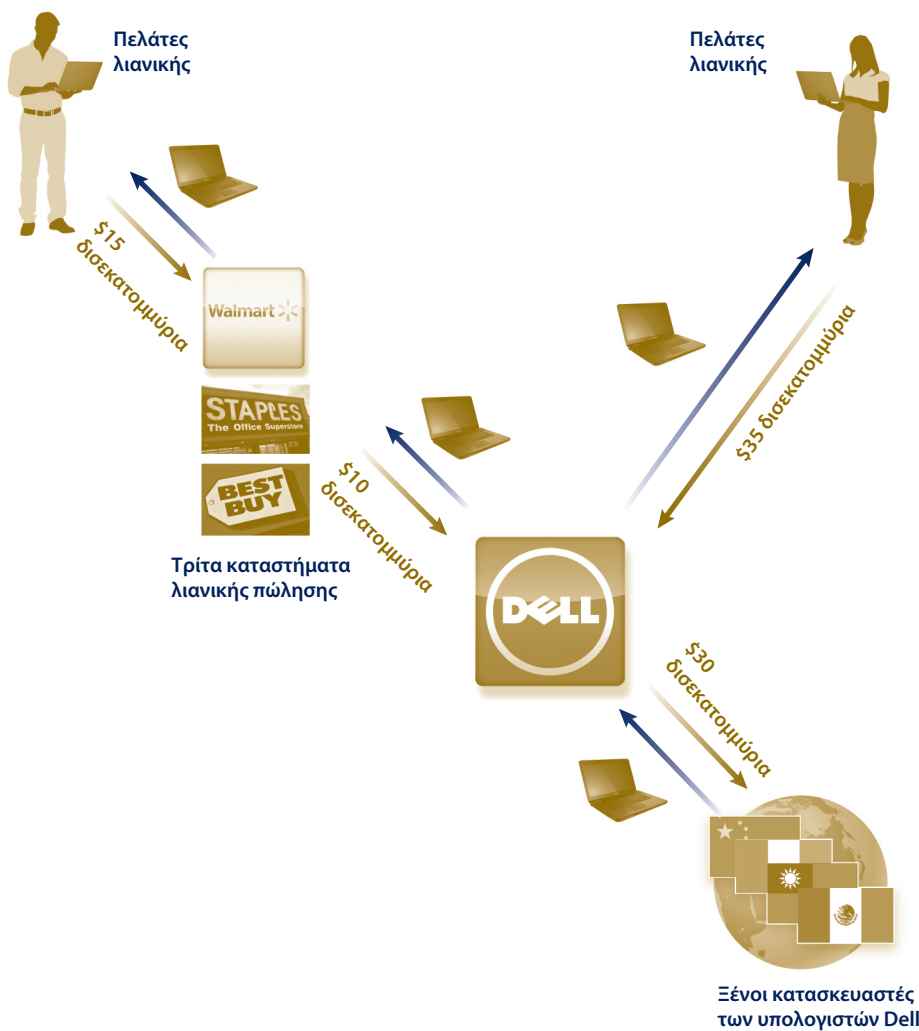 Πελάτες
λιανικής
Πελάτες
λιανικής
$15
δισεκατομμύρια
Walmart
STAPLES
The Office Superstore
BEST
BUY
Τρίτα καταστήματα
λιανικής πώλησης
$10
δισεκατομμύρια
$35 δισεκατομμύρια
DELL
$30
δισεκατομμύρια
Ξένοι κατασκευαστές
των υπολογιστών Dell